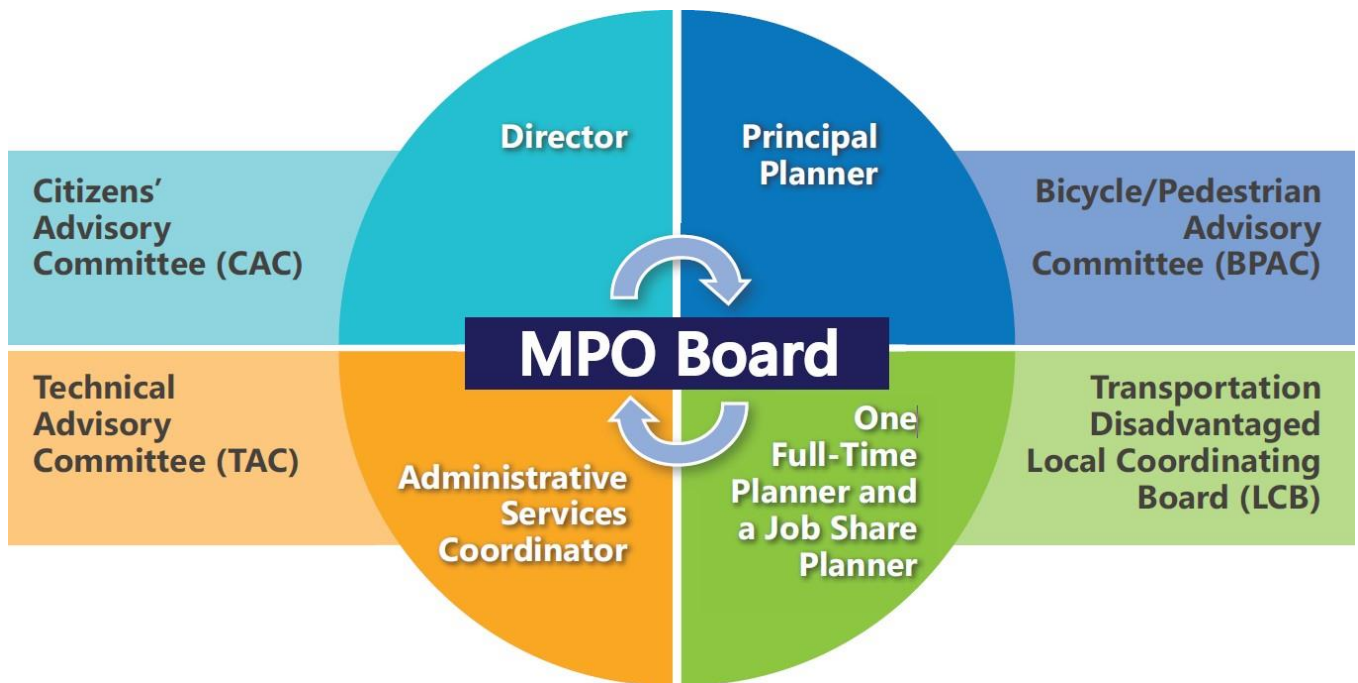 Director
Principal
Planner
Citizens’
Advisory
Committee (CAC)
Bicycle/Pedestrian
Advisory
Committee (BPAC)
MPO Board
Technical
Advisory
Committee (TAC)
Administrative
Services
Coordinator
One
Full-Time
Planner and
a Job Share
Planner
Transportation
Disadvantaged
Local Coordinating
Board (LCB)